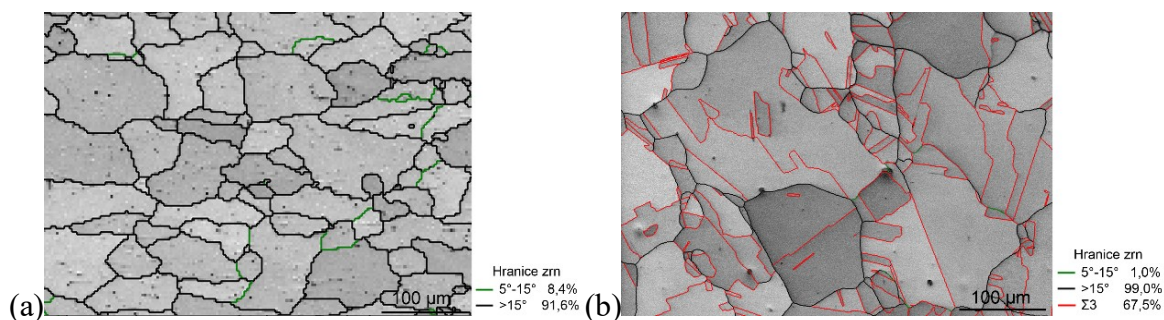 (a)
100 µm
Hranice zrn
5°-15° 8,4%
>15° 91,6%
(b)
100 µm
Hranice zrn
5°-15° 1,0%
>15° 99,0%
Σ3 67,5%